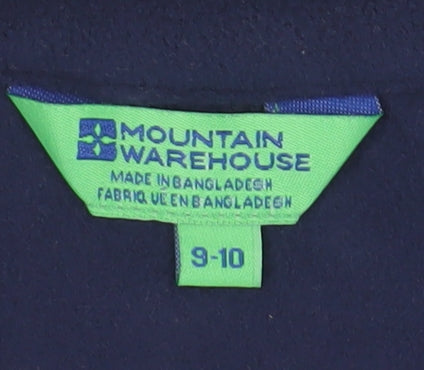 MOUNTAIN
WAREHOUSE
MADE IN BANGLADESH
FABRIQUE EN BANGLADESH
9-10